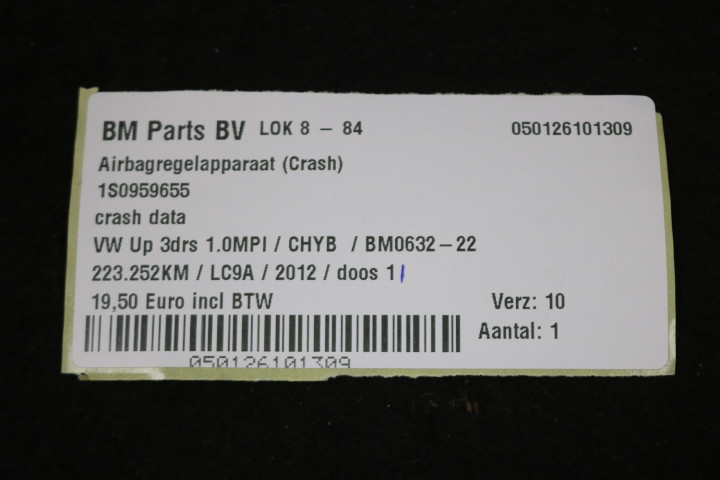 BM Parts BV LOK 8 – 84 050126101309
Airbagregelapparaat (Crash)
1S0959655
crash data
VW Up 3drs 1.0MPI / CHYB / BM0632–22
223.252KM / LC9A / 2012 / doos 11
19,50 Euro incl BTW Verz: 10
Aantal: 1
050126101309